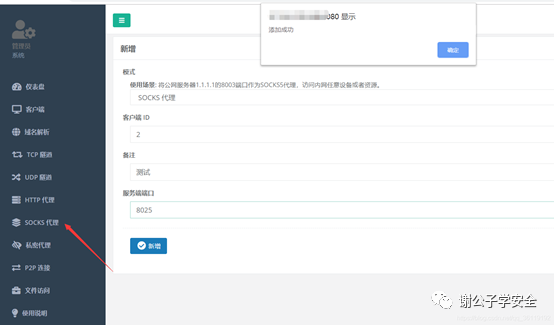 080 显示
添加成功
确定
管理员
系统
仪表盘
客户端
域名解析
TCP 隧道
UDP 隧道
HTTP 代理
SOCKS 代理
私密代理
P2P 连接
文件访问
使用说明
新增
模式
使用场景: 将公网服务器1.1.1.1的8003端口作为SOCKS5代理，访问内网任意设备或者资源。
SOCKS 代理
客户端 ID
2
备注
测试
服务端端口
8025
新增
谢公子学安全